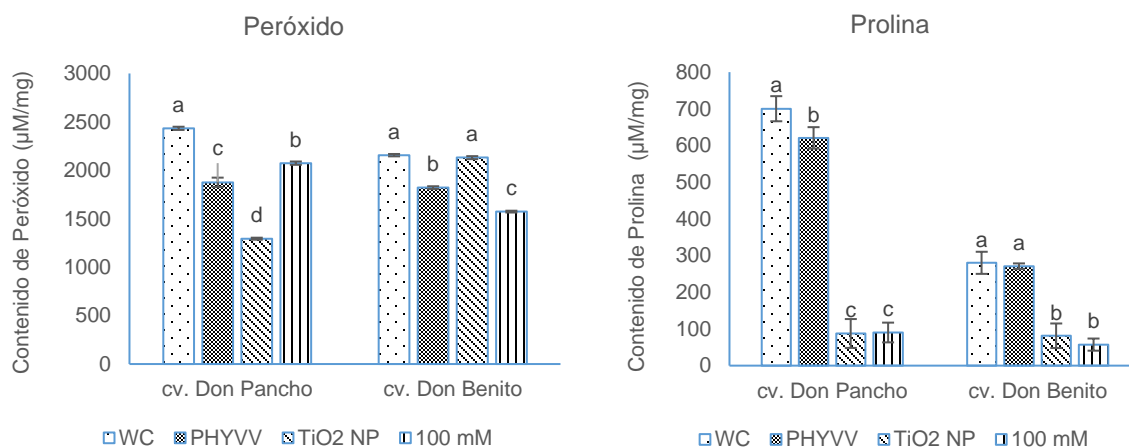 Peróxido
Contenido de Peróxido (µM/mg)
3000
2500
2000
1500
1000
500
0
a
c
d
b
a
b
a
c
cv. Don Pancho
cv. Don Benito
WC
PHYVV
TiO2 NP
100 mM
Prolina
Contenido de Prolina (µM/mg)
800
700
600
500
400
300
200
100
0
a
b
c
c
a
a
b
b
cv. Don Pancho
cv. Don Benito
WC
PHYVV
TiO2 NP
100 mM